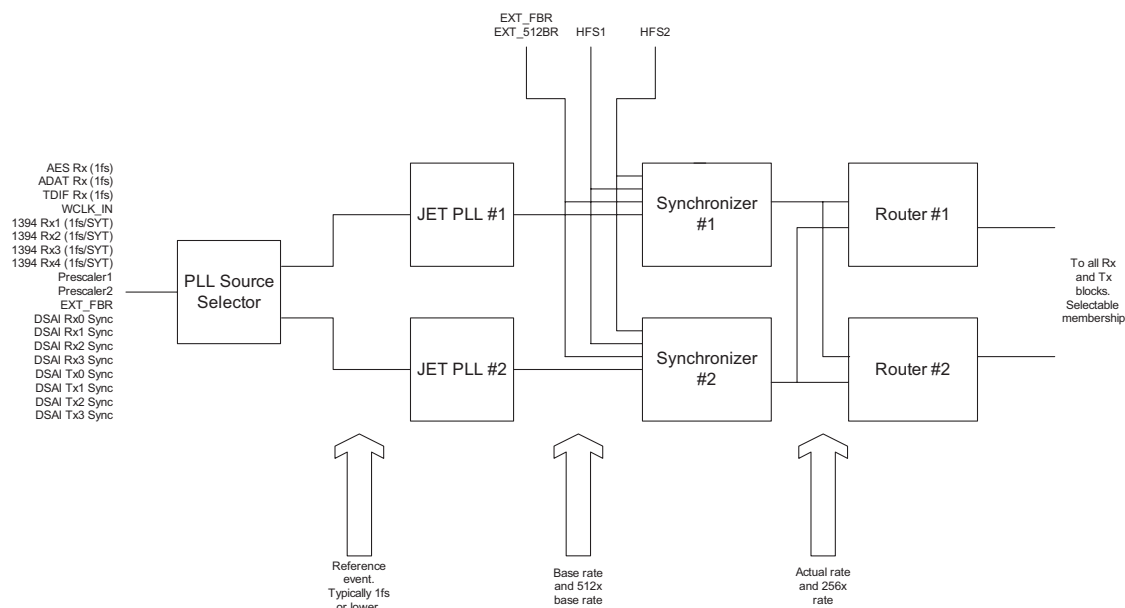 EXT_FBR
EXT_512BR
HFS1
HFS2
AES Rx (1fs)
ADAT Rx (1fs)
TDIF Rx (1fs)
WCLK_IN
1394 Rx1 (1fs/SYT)
1394 Rx2 (1fs/SYT)
1394 Rx3 (1fs/SYT)
1394 Rx4 (1fs/SYT)
Prescaler1
Prescaler2
EXT_FBR
DSAI Rx0 Sync
DSAI Rx1 Sync
DSAI Rx2 Sync
DSAI Rx3 Sync
DSAI Tx0 Sync
DSAI Tx1 Sync
DSAI Tx2 Sync
DSAI Tx3 Sync
PLL Source
Selector
JET PLL #1
JET PLL #2
Synchronizer
#1
Synchronizer
#2
Router #1
Router #2
To all Rx
and Tx
blocks.
Selectable
membership
Reference
event.
Typically 1fs
or lower
Base rate
and 512x
base rate
Actual rate
and 256x
rate